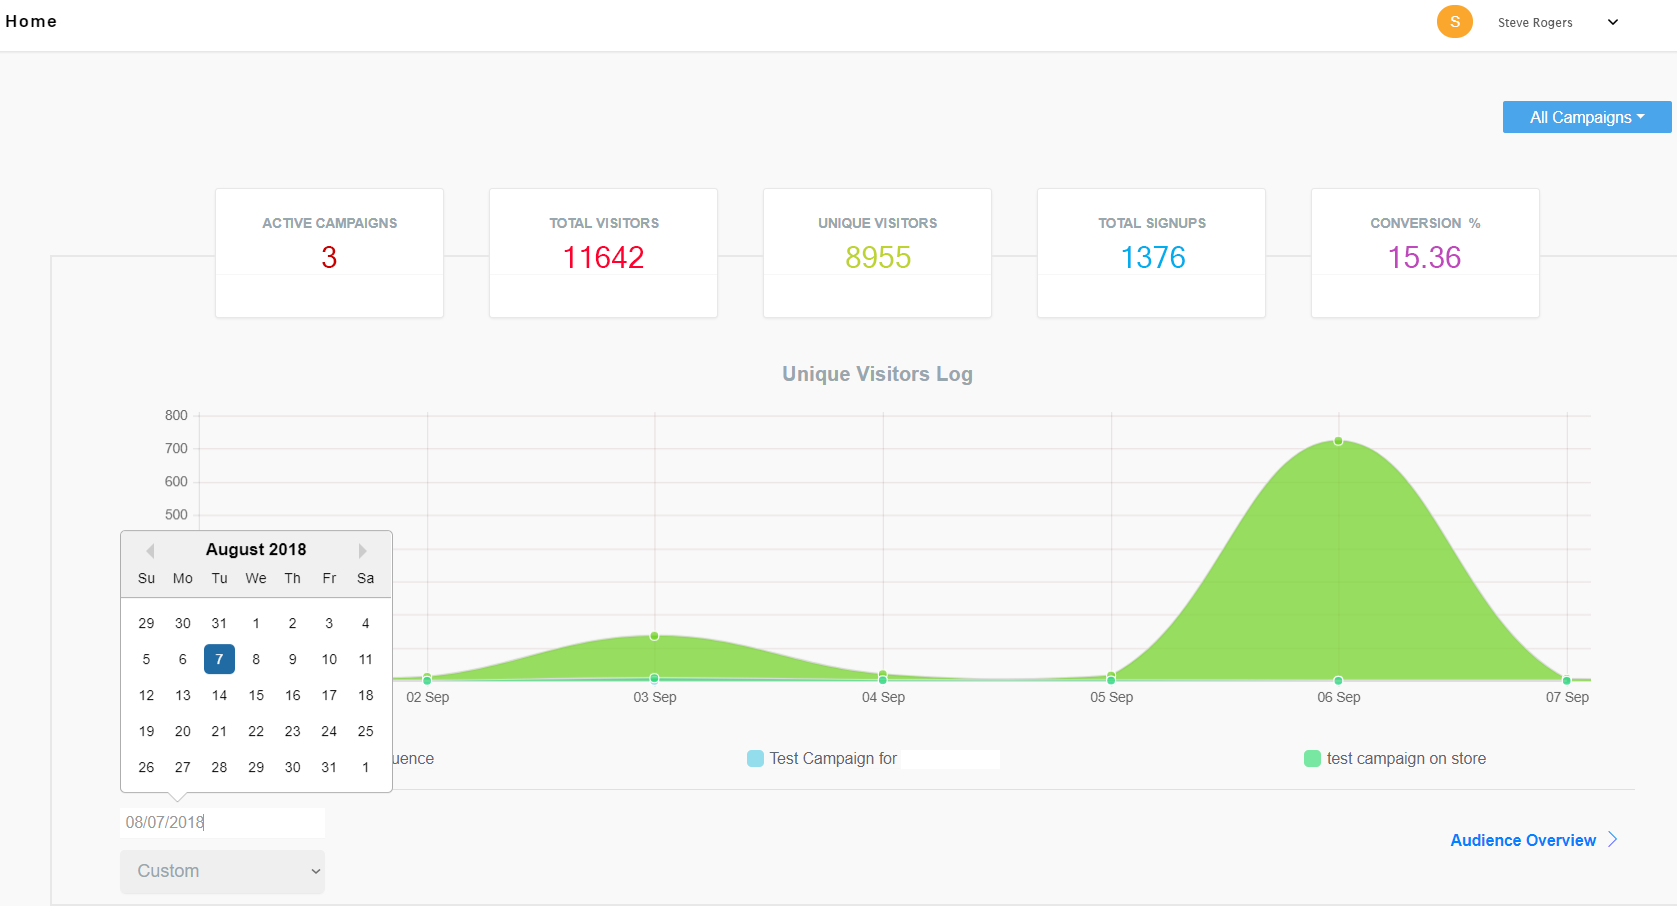 Home
S
Steve Rogers
All Campaigns
ACTIVE CAMPAIGNS
3
TOTAL VISITORS
11642
UNIQUE VISITORS
8955
TOTAL SIGNUPS
1376
CONVERSION %
15.36
Unique Visitors Log
800
700
600
500
August 2018
Su Mo Tu We Th Fr Sa
29 30 31 1 2 3 4
5 6 7 8 9 10 11
12 13 14 15 16 17 18
19 20 21 22 23 24 25
26 27 28 29 30 31 1
02 Sep 03 Sep 04 Sep 05 Sep 06 Sep 07 Sep
uence
Test Campaign for
test campaign on store
08/07/2018
Custom
Audience Overview